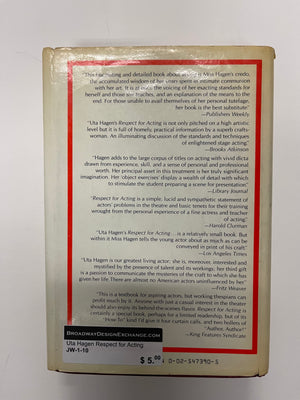 "This fascinating and detailed book about acting is Miss Hagen's credo,
the accumulated wisdom of her years spent in intimate communion
with her art. It is at once the voicing of her exacting standards for
herself and those she teaches, and an explanation of the means to the
end. For those unable to avail themselves of her personal tutelage,
her book is the best substitute"
—Publishers Weekly
"Uta Hagen's Respect for Acting is not only pitched on a high artistic
level but it is full of homely, practical information by a superb crafts-
woman. An illuminating discussion of the standards and techniques
of enlightened stage acting."
—Brooks Atkinson
"Hagen adds to the large corpus of titles on acting with vivid dicta
drawn from experience, skill, and a sense of personal and professional
worth. Her principal asset in this treatment is her truly significant
imagination. Her 'object exercises' display a wealth of detail with which
to stimulate the student preparing a scene for presentation."
—Library Journal
"Respect for Acting is a simple, lucid and sympathetic statement of actors'
problems in the theatre and basic tenets for their training
wrought from the personal experience of a fine actress and teacher
of acting."
—Harold Clurman
"Uta Hagen's Respect for Acting . . . is a relatively small book. But
within it Miss Hagen tells the young actor about as much as can be
conveyed in print of his craft."
—Los Angeles Times
"Uta Hagen is our greatest living actor; she is, moreover, interested and
mystified by the presence of talent and its workings; her third gift
is a passion to communicate the mysteries of the craft to which she has
given her life. There are almost no American actors uninfluenced by her."
—Fritz Weaver
"This is a textbook for aspiring actors, but working thespians can
profit much by it. Anyone with just a casual interest in the theatre
should also enjoy its behind-the-scenes flavor. Respect for Acting is
certainly a special book, perhaps for a limited readership, but of its
'How-To' kind I'd give it four curtain calls, and two hollers of
'Author, Author!'"
—King Features Syndicate
BROADWAYDESIGNEXCHANGE.COM
Uta Hagen Respect for Acting
JW-1-10
$ 5.00
0-02-547390-5